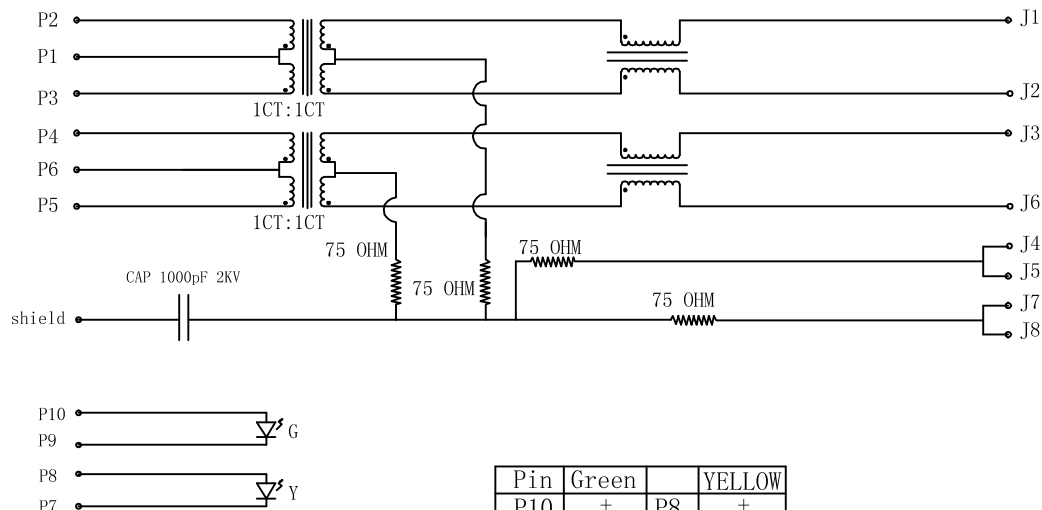 P2 J1
P1
P3 J2
1CT:1CT
P4 J3
P6
P5 J6
1CT:1CT
75 OHM 75 OHM J4
CAP 1000pF 2KV 75 OHM J5
75 OHM J7
shield J8
P10
P9 G
P8
Y
P7
Pin Green YELLOW
P10 + P8 +